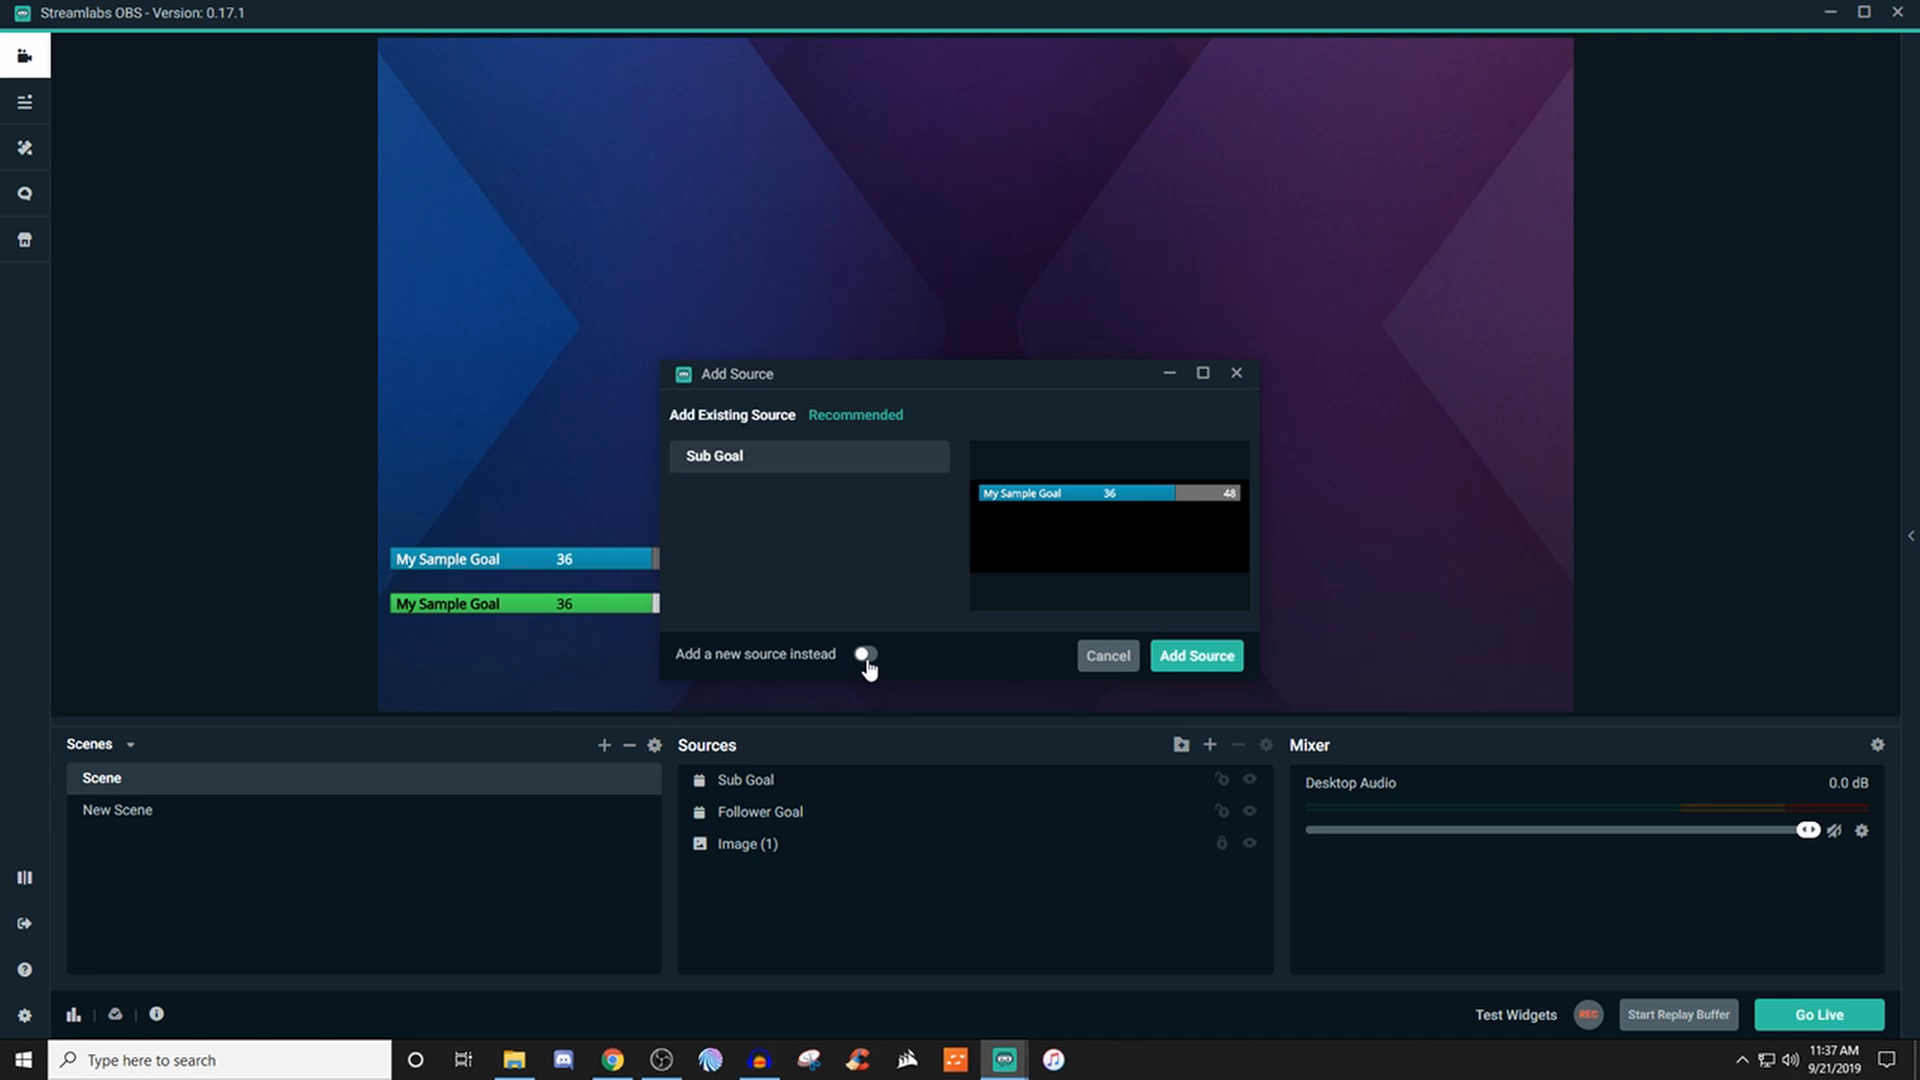 Streamlabs OBS - Version: 0.17.1
Add Source
Add Existing Source Recommended
Sub Goal
My Sample Goal 36 48
My Sample Goal 36
My Sample Goal 36
Add a new source instead
Cancel
Add Source
Scenes
Scene
New Scene
Sources
Sub Goal
Follower Goal
Image (1)
Mixer
Desktop Audio 0.0 dB
Test Widgets
REC
Start Replay Buffer
Go Live
Type here to search
11:37 AM
9/21/2019